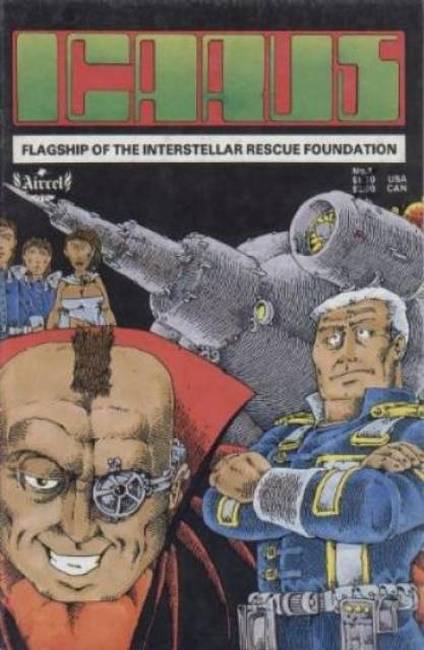 ICARUS
FLAGSHIP OF THE INTERSTELLAR RESCUE FOUNDATION
Aircel
USA
CAN